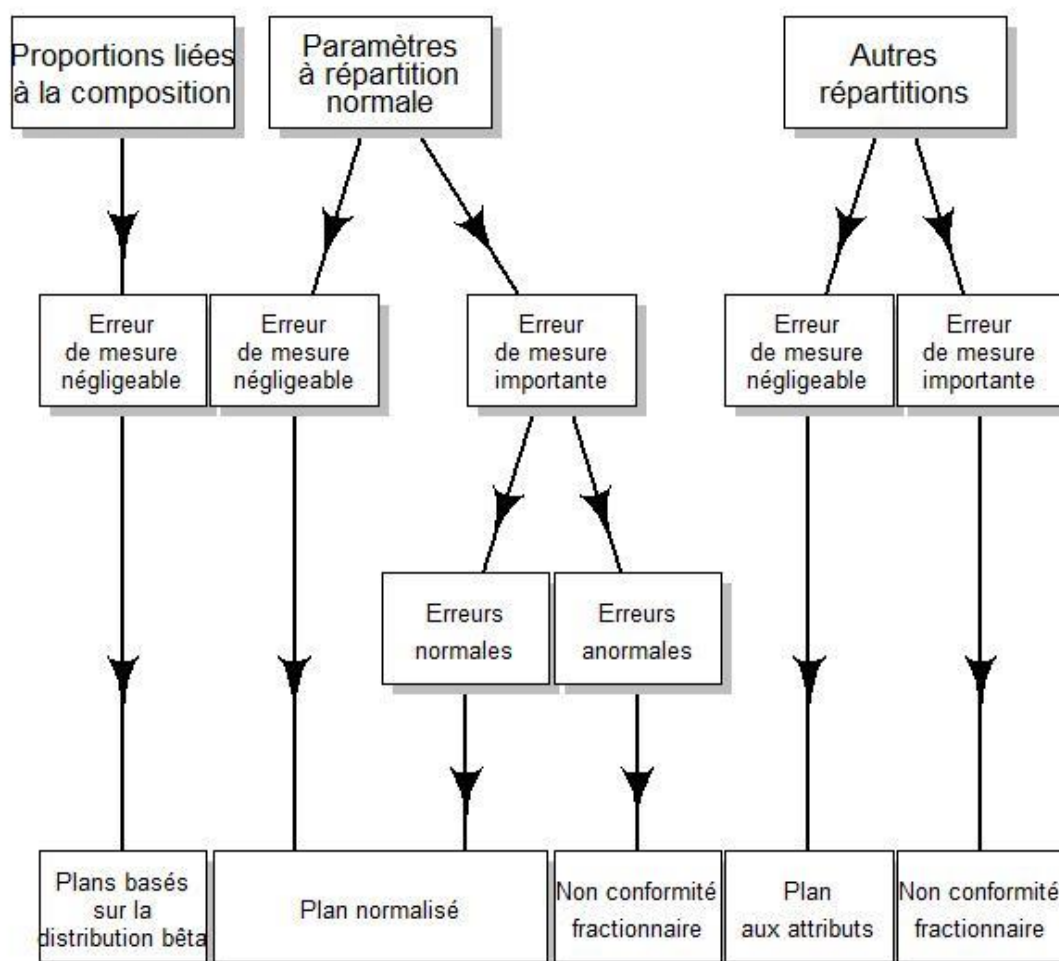 Proportions liées
à la composition
Paramètres
à répartition
normale
Autres
répartitions
Erreur
de mesure
négligeable
Erreur
de mesure
négligeable
Erreur
de mesure
importante
Erreur
de mesure
négligeable
Erreur
de mesure
importante
Erreurs
normales
Erreurs
anormales
Plans basés
sur la
distribution bêta
Plan normalisé
Non conformité
fractionnaire
Plan
aux attributs
Non conformité
fractionnaire